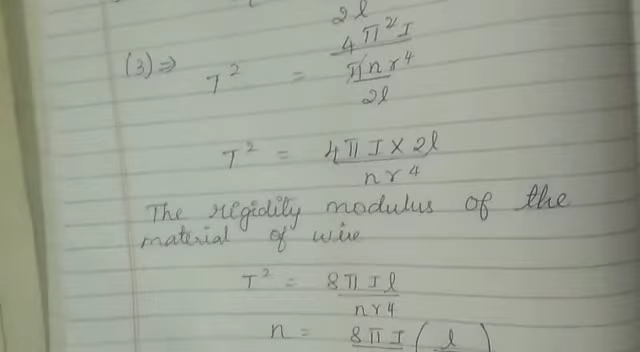 2l
(3)⇒ T² = 4π²I / πnr⁴ / 2l
T² = 4πI×2l / nr⁴
The rigidity modulus of the
material of wire
T² = 8πIl / nr4
n = 8πI ( l )